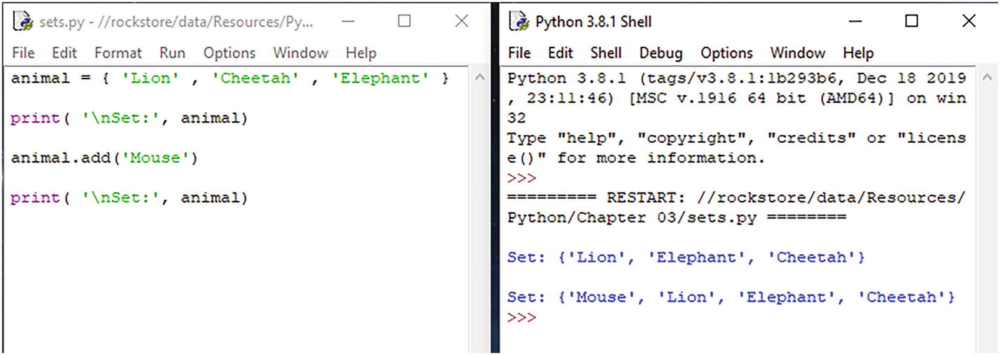 sets.py - //rockstore/data/Resources/Py...
File Edit Format Run Options Window Help
animal = { 'Lion' , 'Cheetah' , 'Elephant' }
print( '\nSet:', animal)
animal.add('Mouse')
print( '\nSet:', animal)
Python 3.8.1 Shell
File Edit Shell Debug Options Window Help
Python 3.8.1 (tags/v3.8.1:1b293b6, Dec 18 2019
, 23:11:46) [MSC v.1916 64 bit (AMD64)] on win
32
Type "help", "copyright", "credits" or "licens
e()" for more information.
>>>
========= RESTART: //rockstore/data/Resources/
Python/Chapter 03/sets.py ========
Set: {'Lion', 'Elephant', 'Cheetah'}
Set: {'Mouse', 'Lion', 'Elephant', 'Cheetah'}
>>>